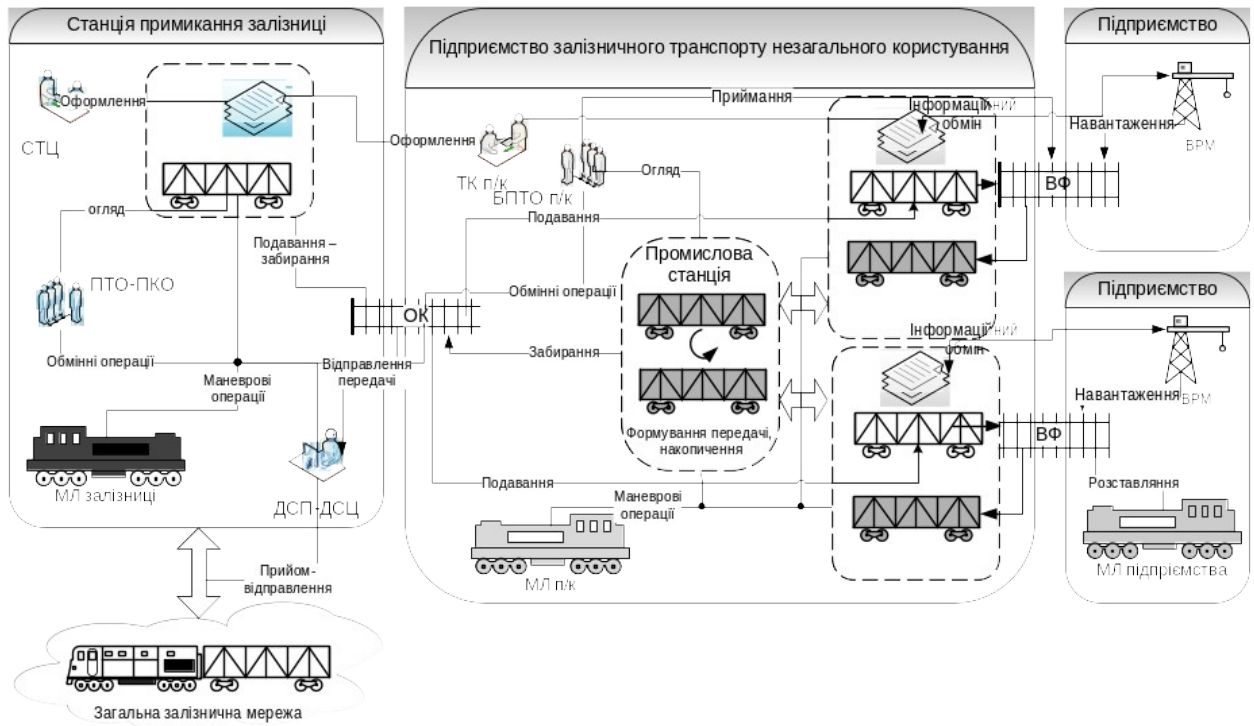 Станція примикання залізниці
Підприємство залізничного транспорту незагального користування
Підприємство
Оформлення
СТЦ
огляд
Подавання –
забирання
ПТО-ПКО
Обмінні операції
Маневрові
операції
МЛ залізниці
ДСП-ДСЦ
Прийом-
відправлення
Загальна залізнична мережа
ОК
Відправлення
передачі
Оформлення
ТК п/к
БПТО п/к
Приймання
Огляд
Подавання
Обмінні операції
Забирання
Промислова
станція
Формування передачі,
накопичення
Подавання
Маневрові
операції
МЛ п/к
Інформаційний
обмін
Інформаційний
обмін
Навантаження
ВРМ
ВФ
Підприємство
Навантаження
ВРМ
ВФ
Розставляння
МЛ підпріємства